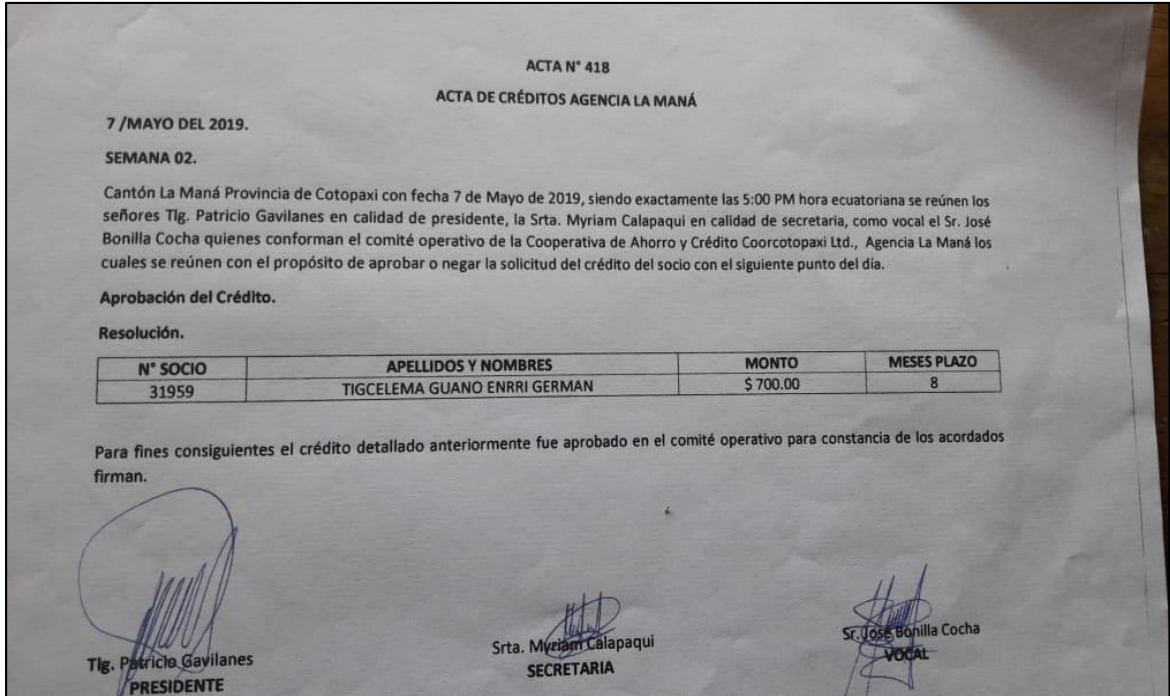 ACTA N° 418
ACTA DE CRÉDITOS AGENCIA LA MANÁ
7 /MAYO DEL 2019.
SEMANA 02.
Cantón La Maná Provincia de Cotopaxi con fecha 7 de Mayo de 2019, siendo exactamente las 5:00 PM hora ecuatoriana se reúnen los
señores Tlg. Patricio Gavilanes en calidad de presidente, la Srta. Myriam Calapaqui en calidad de secretaria, como vocal el Sr. José
Bonilla Cocha quienes conforman el comité operativo de la Cooperativa de Ahorro y Crédito Coorcotopaxi Ltd., Agencia La Maná los
cuales se reúnen con el propósito de aprobar o negar la solicitud del crédito del socio con el siguiente punto del día.
Aprobación del Crédito.
Resolución.
N° SOCIO APELLIDOS Y NOMBRES MONTO MESES PLAZO
31959 TIGCELEMA GUANO ENRRI GERMAN $ 700.00 8
Para fines consiguientes el crédito detallado anteriormente fue aprobado en el comité operativo para constancia de los acordados
firman.
Tlg. Patricio Gavilanes
PRESIDENTE
Srta. Myriam Calapaqui
SECRETARIA
Sr. José Bonilla Cocha
VOCAL